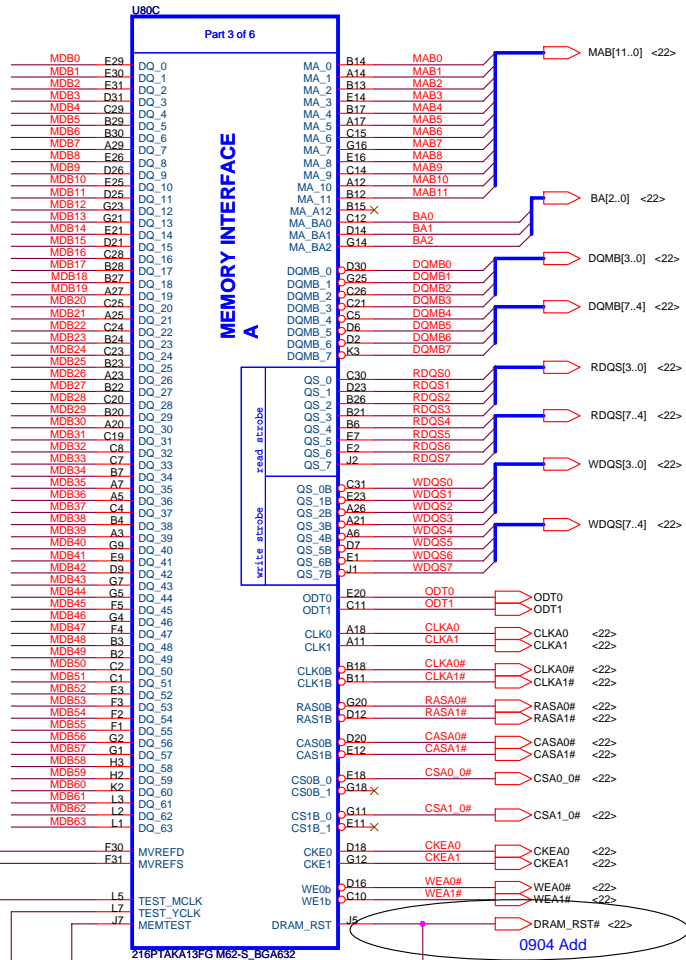 U80C
Part 3 of 6
MEMORY INTERFACE
A
read strobe
write strobe
MDB0 E29 DQ_0 MA_0 B14 MAB0 MAB[11..0] <22>
MDB1 E30 DQ_1 MA_1 A14 MAB1
MDB2 E31 DQ_2 MA_2 B13 MAB2
MDB3 D31 DQ_3 MA_3 E14 MAB3
MDB4 C29 DQ_4 MA_4 B17 MAB4
MDB5 B29 DQ_5 MA_5 A17 MAB5
MDB6 B30 DQ_6 MA_6 C15 MAB6
MDB7 A29 DQ_7 MA_7 G16 MAB7
MDB8 E26 DQ_8 MA_8 E16 MAB8
MDB9 D26 DQ_9 MA_9 C14 MAB9
MDB10 E25 DQ_10 MA_10 A12 MAB10
MDB11 D25 DQ_11 MA_11 B12 MAB11
MDB12 G23 DQ_12 MA_A12 B15
MDB13 G21 DQ_13 MA_BA0 C12 BA0 BA[2..0] <22>
MDB14 E21 DQ_14 MA_BA1 D14 BA1
MDB15 D21 DQ_15 MA_BA2 G14 BA2
MDB16 C28 DQ_16
MDB17 B28 DQ_17 DQMB_0 D30 DQMB0 DQMB[3..0] <22>
MDB18 B27 DQ_18 DQMB_1 G25 DQMB1
MDB19 A27 DQ_19 DQMB_2 C26 DQMB2
MDB20 C25 DQ_20 DQMB_3 C21 DQMB3
MDB21 A25 DQ_21 DQMB_4 C5 DQMB4 DQMB[7..4] <22>
MDB22 C24 DQ_22 DQMB_5 D6 DQMB5
MDB23 B24 DQ_23 DQMB_6 D2 DQMB6
MDB24 C23 DQ_24 DQMB_7 K3 DQMB7
MDB25 B23 DQ_25
MDB26 A23 DQ_26 QS_0 C30 RDQS0 RDQS[3..0] <22>
MDB27 B22 DQ_27 QS_1 D23 RDQS1
MDB28 C20 DQ_28 QS_2 B26 RDQS2
MDB29 B20 DQ_29 QS_3 B21 RDQS3
MDB30 A20 DQ_30 QS_4 B6 RDQS4 RDQS[7..4] <22>
MDB31 C19 DQ_31 QS_5 E7 RDQS5
MDB32 C8 DQ_32 QS_6 E2 RDQS6
MDB33 C7 DQ_33 QS_7 J2 RDQS7
MDB34 B7 DQ_34
MDB35 A7 DQ_35 QS_0B C31 WDQS0 WDQS[3..0] <22>
MDB36 A5 DQ_36 QS_1B E23 WDQS1
MDB37 C4 DQ_37 QS_2B A26 WDQS2
MDB38 B4 DQ_38 QS_3B A21 WDQS3
MDB39 A3 DQ_39 QS_4B A6 WDQS4 WDQS[7..4] <22>
MDB40 G9 DQ_40 QS_5B D7 WDQS5
MDB41 E9 DQ_41 QS_6B E1 WDQS6
MDB42 D9 DQ_42 QS_7B J1 WDQS7
MDB43 G7 DQ_43
MDB44 G5 DQ_44 ODT0 E20 ODT0 ODT0
MDB45 F5 DQ_45 ODT1 C11 ODT1 ODT1
MDB46 G4 DQ_46
MDB47 F4 DQ_47 CLK0 A18 CLKA0 CLKA0 <22>
MDB48 B3 DQ_48 CLK1 A11 CLKA1 CLKA1 <22>
MDB49 B2 DQ_49
MDB50 C2 DQ_50 CLK0B B18 CLKA0# CLKA0# <22>
MDB51 C1 DQ_51 CLK1B B11 CLKA1# CLKA1# <22>
MDB52 E3 DQ_52
MDB53 F3 DQ_53 RAS0B G20 RASA0# RASA0# <22>
MDB54 F2 DQ_54 RAS1B D12 RASA1# RASA1# <22>
MDB55 F1 DQ_55
MDB56 G2 DQ_56 CAS0B D20 CASA0# CASA0# <22>
MDB57 G1 DQ_57 CAS1B E12 CASA1# CASA1# <22>
MDB58 H3 DQ_58
MDB59 H2 DQ_59 CS0B_0 E18 CSA0_0# CSA0_0# <22>
MDB60 K2 DQ_60 CS0B_1 G18
MDB61 L3 DQ_61
MDB62 L2 DQ_62 CS1B_0 G11 CSA1_0# CSA1_0# <22>
MDB63 L1 DQ_63 CS1B_1 E11
F30 MVREFD CKE0 D18 CKEA0 CKEA0 <22>
F31 MVREFS CKE1 G12 CKEA1 CKEA1 <22>
WE0b D16 WEA0# WEA0# <22>
L5 TEST_MCLK WE1b C10 WEA1# WEA1# <22>
L7 TEST_YCLK
J7 MEMTEST DRAM_RST J5 DRAM_RST# <22>
0904 Add
216PTAKA13FG M62-S_BGA632